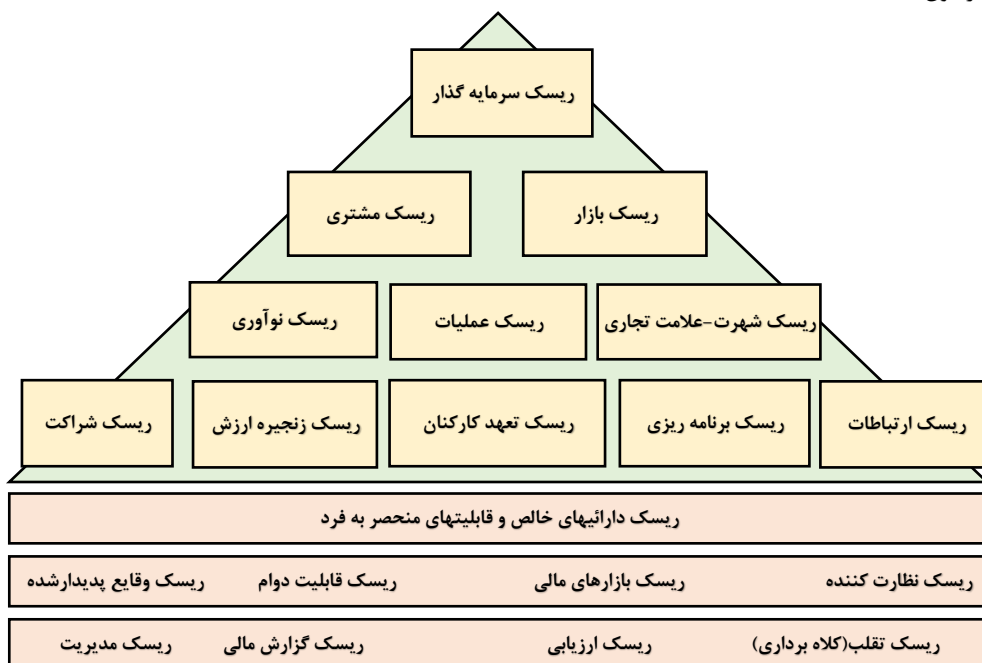 ریسک سرمایه گذار
ریسک بازار
ریسک مشتری
ریسک شهرت-علامت تجاری
ریسک عملیات
ریسک نوآوری
ریسک ارتباطات
ریسک برنامه ریزی
ریسک تعهد کارکنان
ریسک زنجیره ارزش
ریسک شراکت
ریسک دارائیهای خالص و قابلیتهای منحصر به فرد
ریسک نظارت کننده ریسک بازارهای مالی ریسک قابلیت دوام ریسک وقایع پدیدارشده
ریسک تقلب(کلاه برداری) ریسک ارزیابی ریسک گزارش مالی ریسک مدیریت